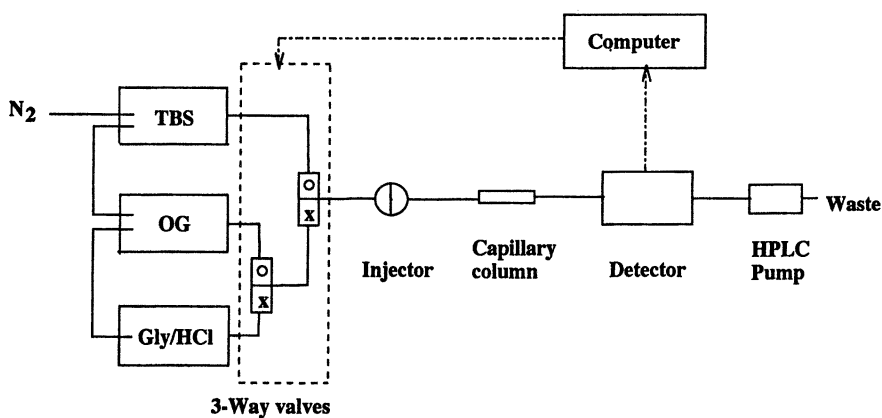 Computer
N2
TBS
O
X
OG
O
X
Gly/HCl
Injector
Capillary
column
Detector
HPLC
Pump
Waste
3-Way valves